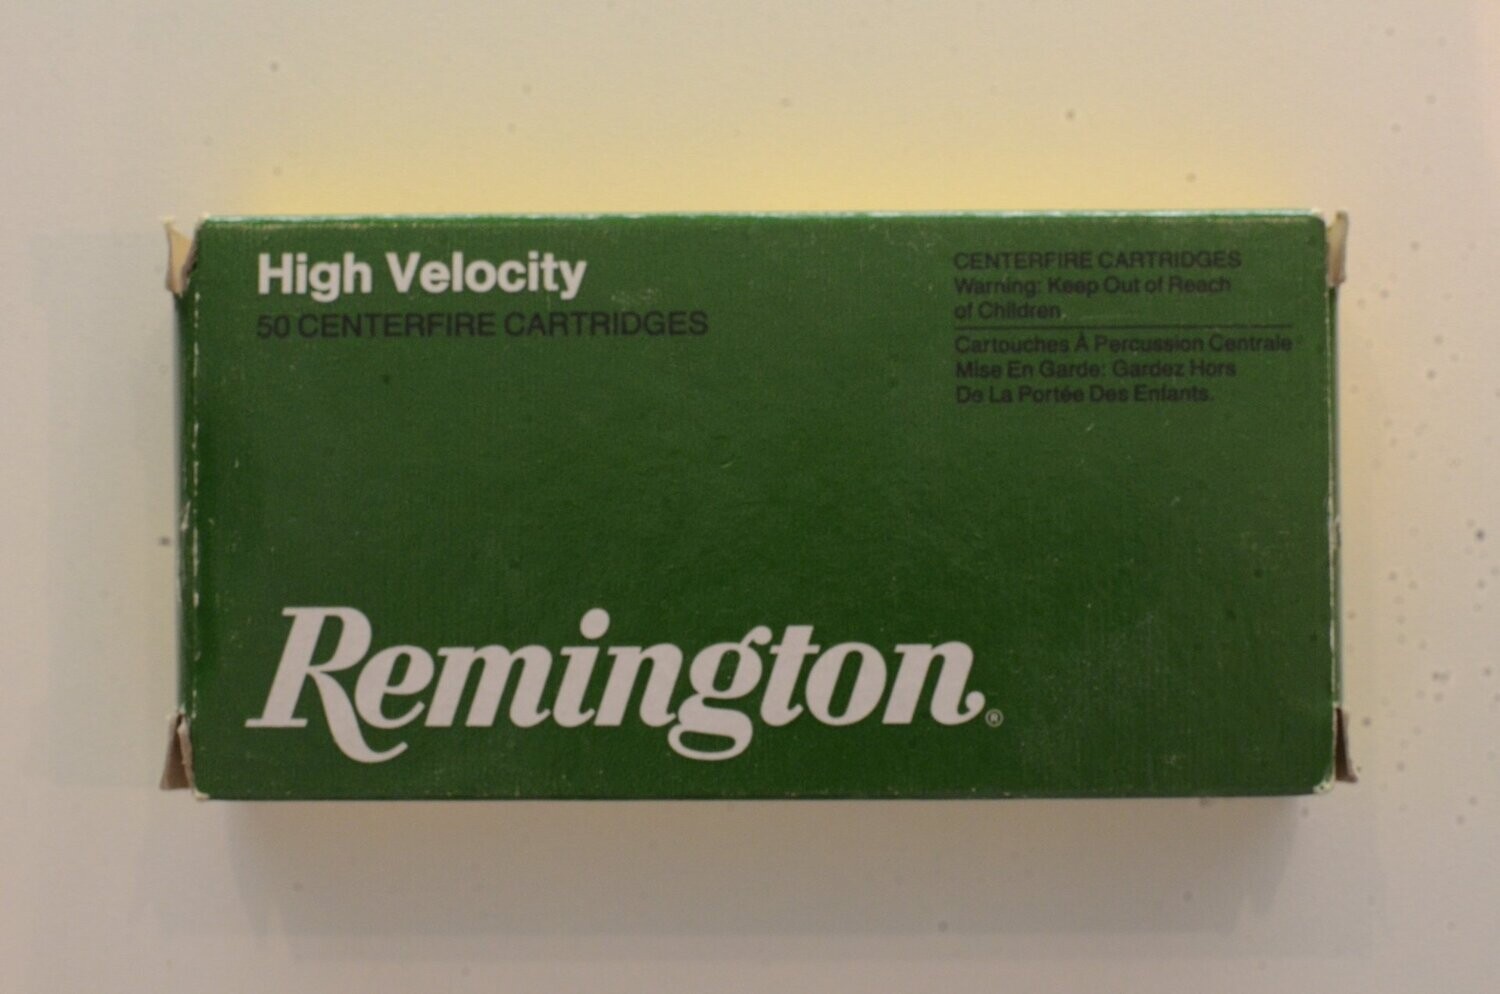 High Velocity
50 CENTERFIRE CARTRIDGES
CENTERFIRE CARTRIDGES
Warning: Keep Out of Reach
of Children
Cartouches À Percussion Centrale
Mise En Garde: Gardez Hors
De La Portée Des Enfants.
Remington®